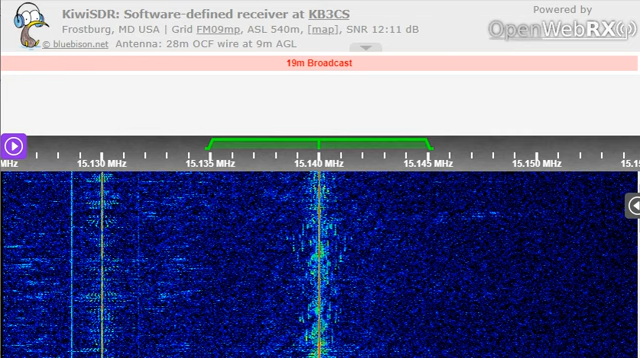 KiwiSDR: Software-defined receiver at KB3CS
Powered by
Frostburg, MD USA | Grid FM09mp, ASL 540m, [map], SNR 12:11 dB
© bluebison.net Antenna: 28m OCF wire at 9m AGL
OpenWebRX
19m Broadcast
MHz 15.130 MHz 15.135 MHz 15.140 MHz 15.145 MHz 15.150 MHz 15.15